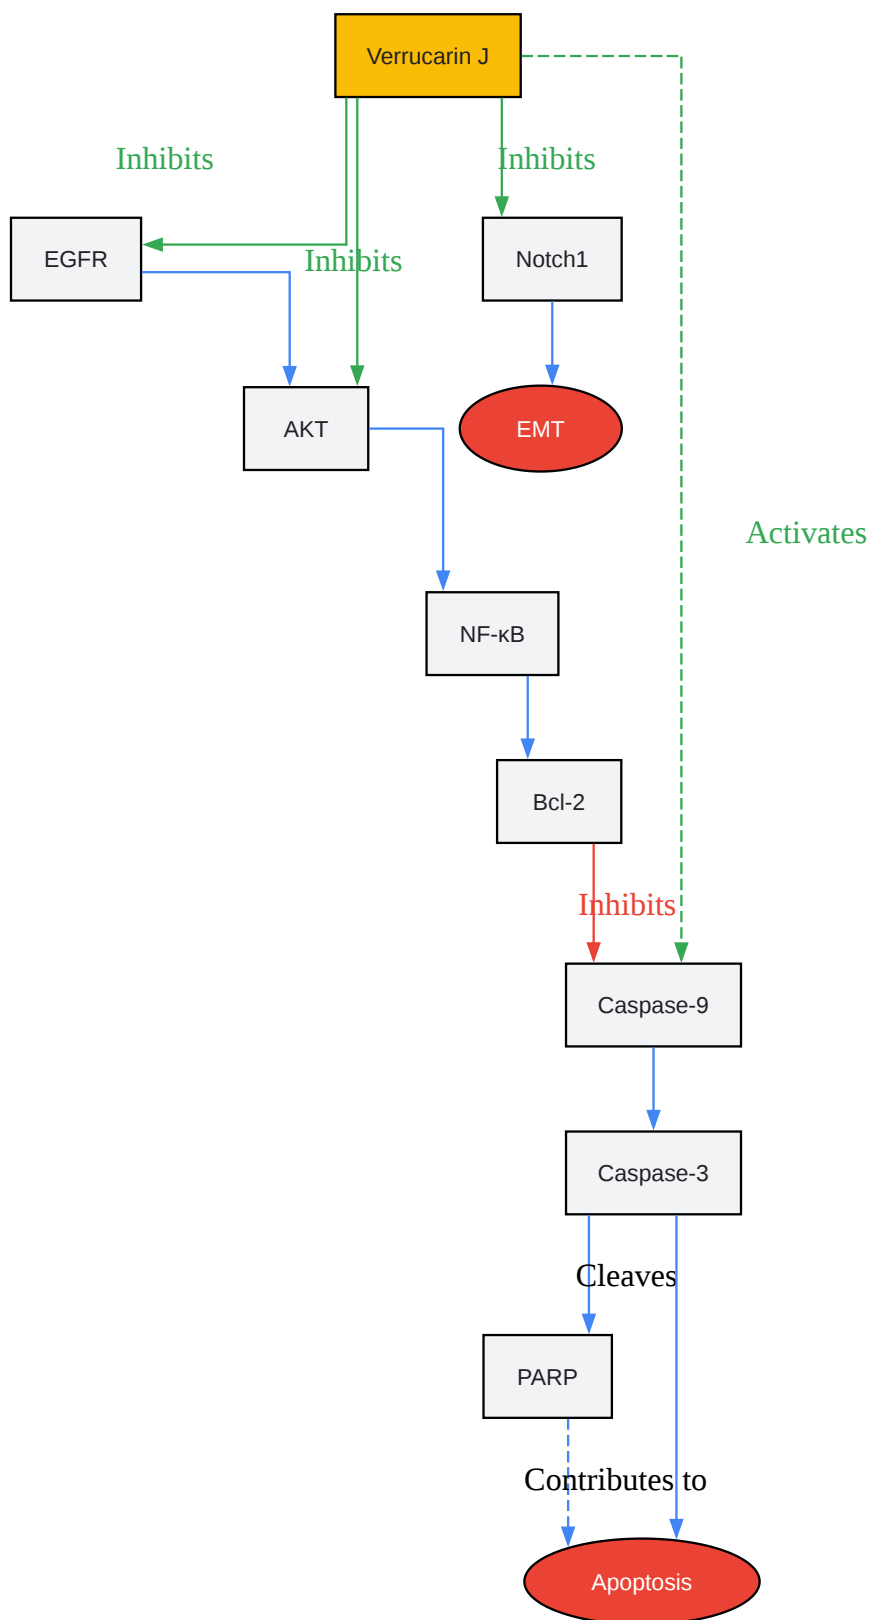 Verrucarin J
Inhibits
Inhibits
EGFR
Inhibits
Notch1
AKT
EMT
Activates
NF-κB
Bcl-2
Inhibits
Caspase-9
Caspase-3
Cleaves
PARP
Contributes to
Apoptosis